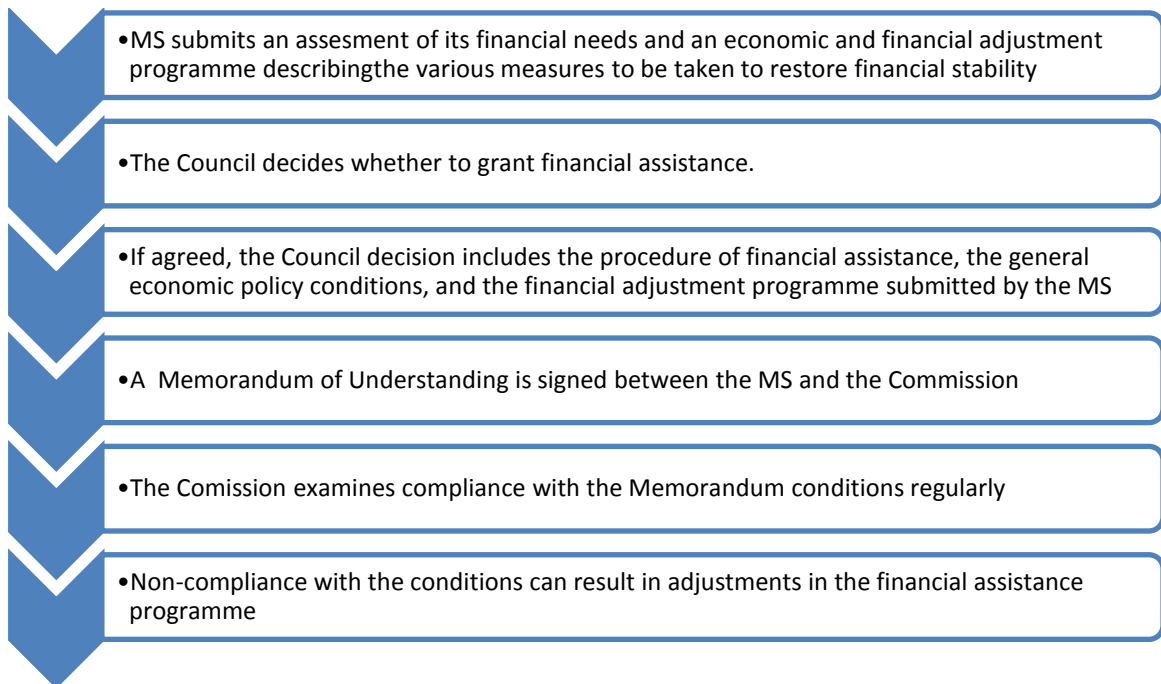 •MS submits an assesment of its financial needs and an economic and financial adjustment
programme describingthe various measures to be taken to restore financial stability
•The Council decides whether to grant financial assistance.
•If agreed, the Council decision includes the procedure of financial assistance, the general
economic policy conditions, and the financial adjustment programme submitted by the MS
•A  Memorandum of Understanding is signed between the MS and the Commission
•The Comission examines compliance with the Memorandum conditions regularly
•Non-compliance with the conditions can result in adjustments in the financial assistance
programme